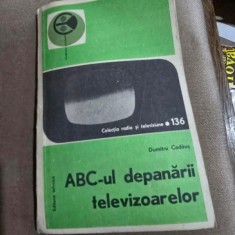 Colecția radio și televiziune • 136
Dumitru Codăuș
ABC-ul depanării
televizoarelor
Editura tehnică